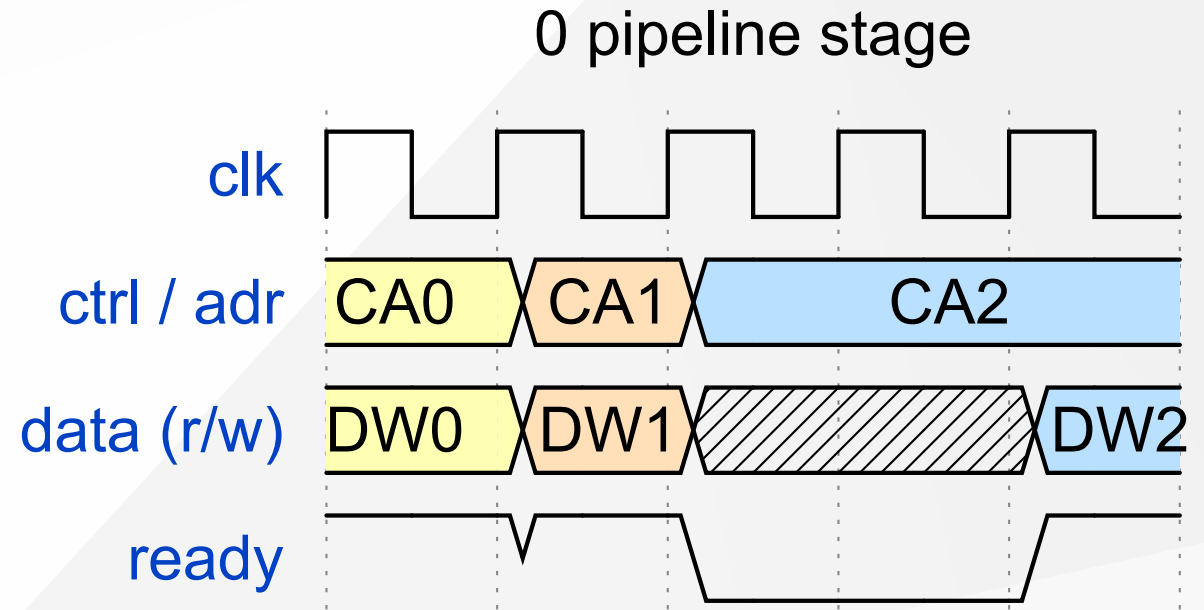 0 pipeline stage
clk
ctrl / adr CA0 CA1 CA2
data (r/w) DW0 DW1 DW2
ready